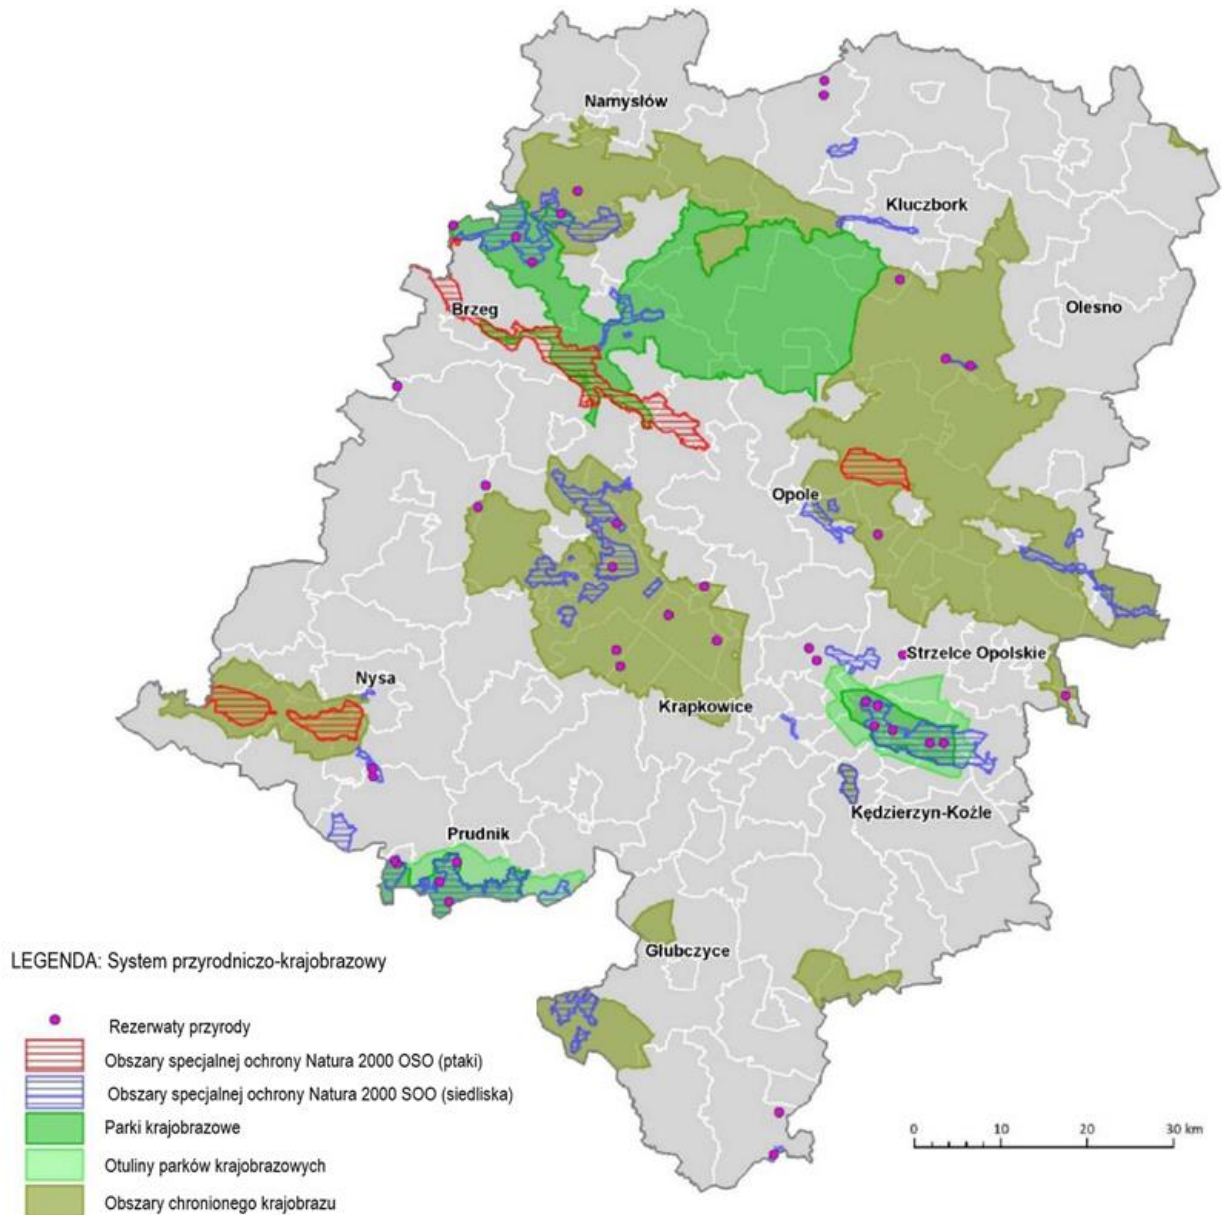 Namysłów
Kluczbork
Olesno
Brzeg
Opole
Strzelce Opolskie
Nysa
Krapkowice
Kędzierzyn-Koźle
Prudnik
Głubczyce
LEGENDA: System przyrodniczo-krajobrazowy
Rezerwaty przyrody
Obszary specjalnej ochrony Natura 2000 OSO (ptaki)
Obszary specjalnej ochrony Natura 2000 SOO (siedliska)
Parki krajobrazowe
Otuliny parków krajobrazowych
Obszary chronionego krajobrazu
0 10 20 30 km